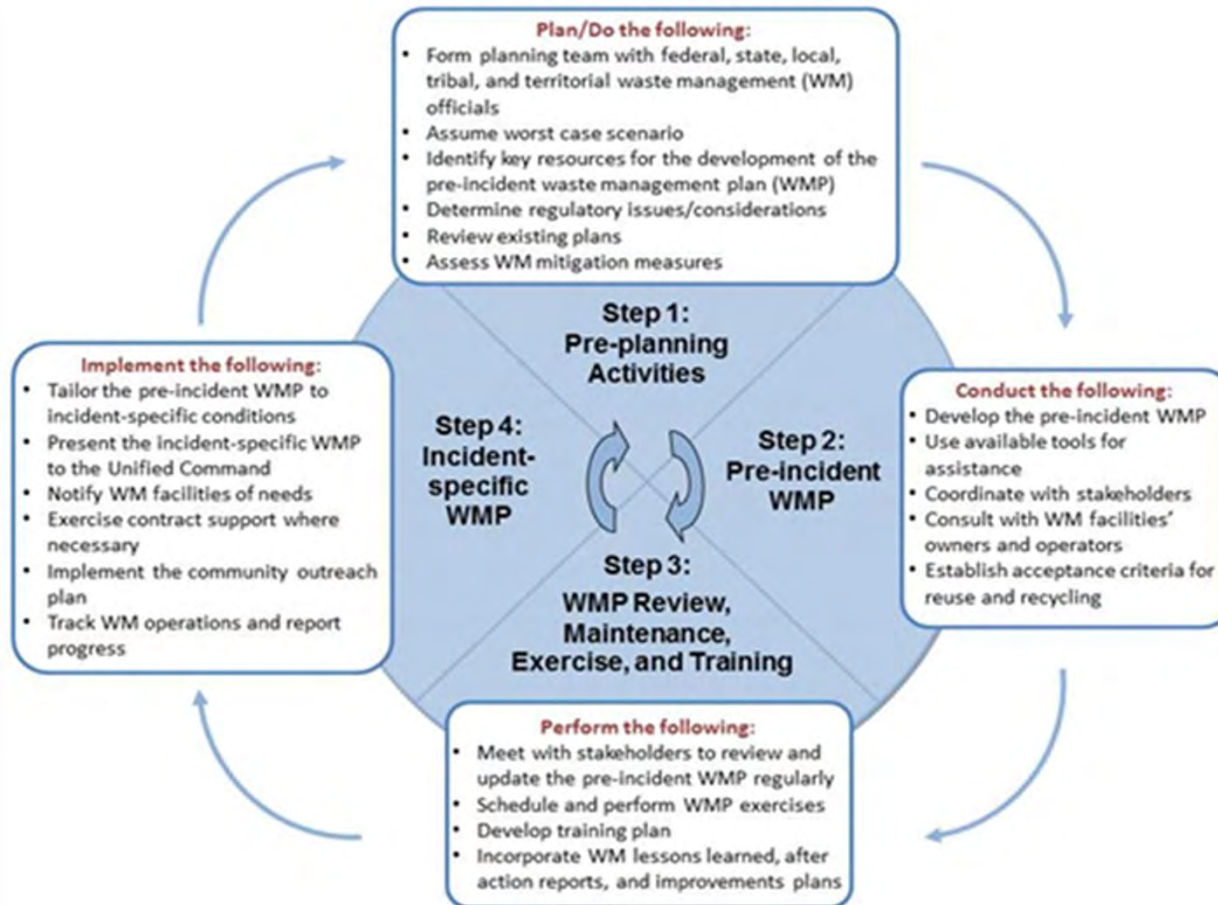 Plan/Do the following:
• Form planning team with federal, state, local,
tribal, and territorial waste management (WM)
officials
• Assume worst case scenario
• Identify key resources for the development of the
pre-incident waste management plan (WMP)
• Determine regulatory issues/considerations
• Review existing plans
• Assess WM mitigation measures
Step 1:
Pre-planning
Activities
Conduct the following:
• Develop the pre-incident WMP
• Use available tools for
assistance
• Coordinate with stakeholders
• Consult with WM facilities'
owners and operators
• Establish acceptance criteria for
reuse and recycling
Step 2:
Pre-incident
WMP
Step 3:
WMP Review,
Maintenance,
Exercise, and Training
Perform the following:
• Meet with stakeholders to review and
update the pre-incident WMP regularly
• Schedule and perform WMP exercises
• Develop training plan
• Incorporate WM lessons learned, after
action reports, and improvements plans
Step 4:
Incident-
specific
WMP
Implement the following:
• Tailor the pre-incident WMP to
incident-specific conditions
• Present the incident-specific WMP
to the Unified Command
• Notify WM facilities of needs
• Exercise contract support where
necessary
• Implement the community outreach
plan
• Track WM operations and report
progress